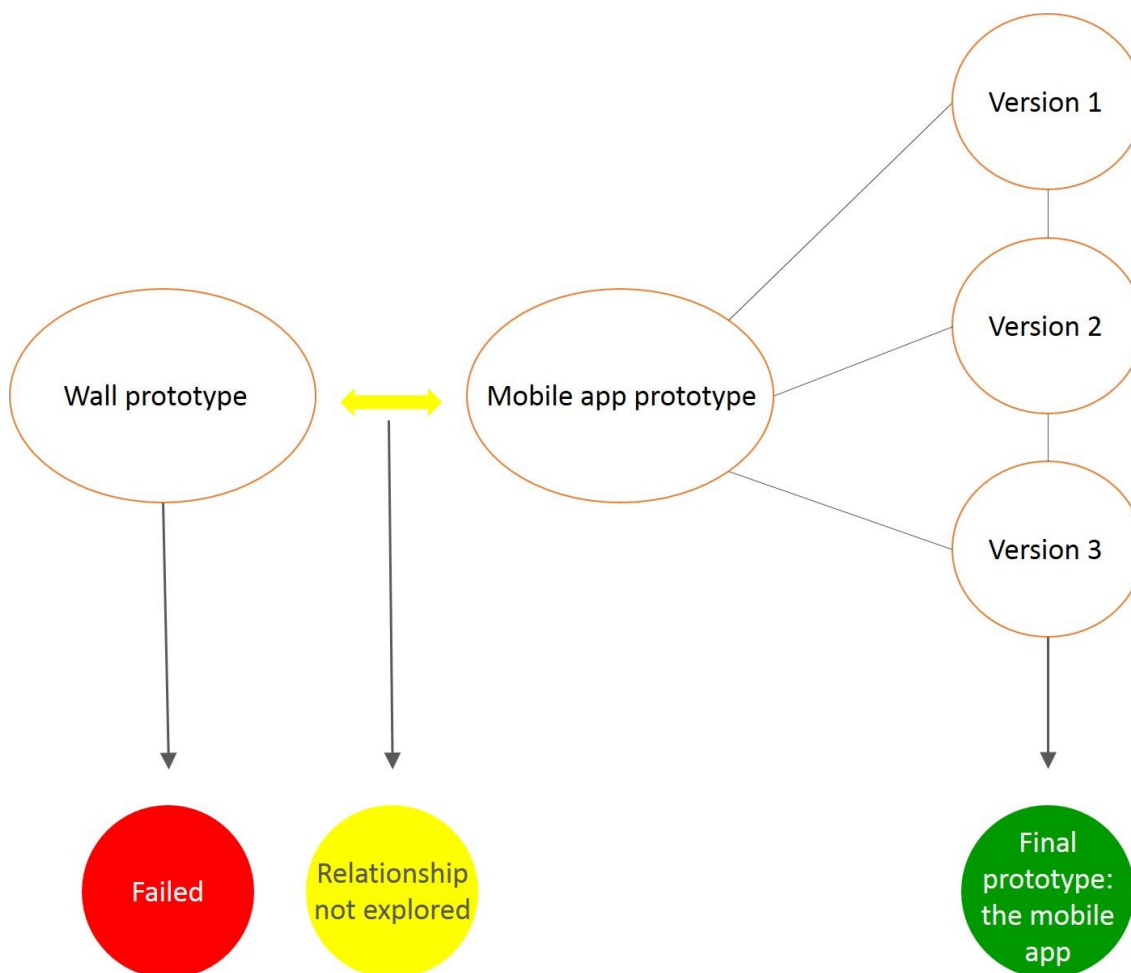 Version 1
Version 2
Wall prototype
Mobile app prototype
Version 3
Failed
Relationship
not explored
Final
prototype:
the mobile
app